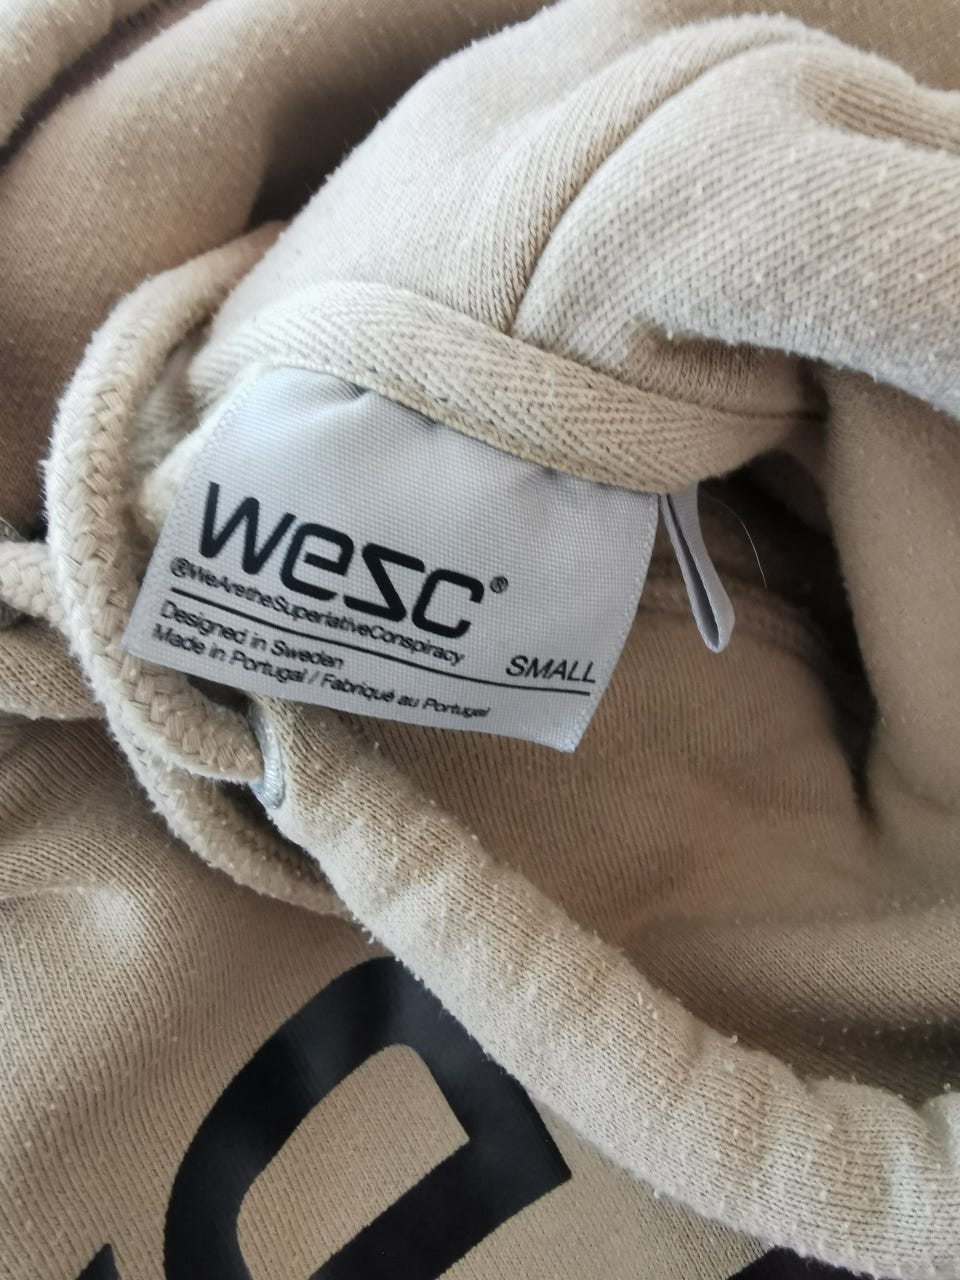 wesc®
®WeAretheSuperlativeConspiracy
SMALL
Designed in Sweden
Made in Portugal / Fabriqué au Portugal